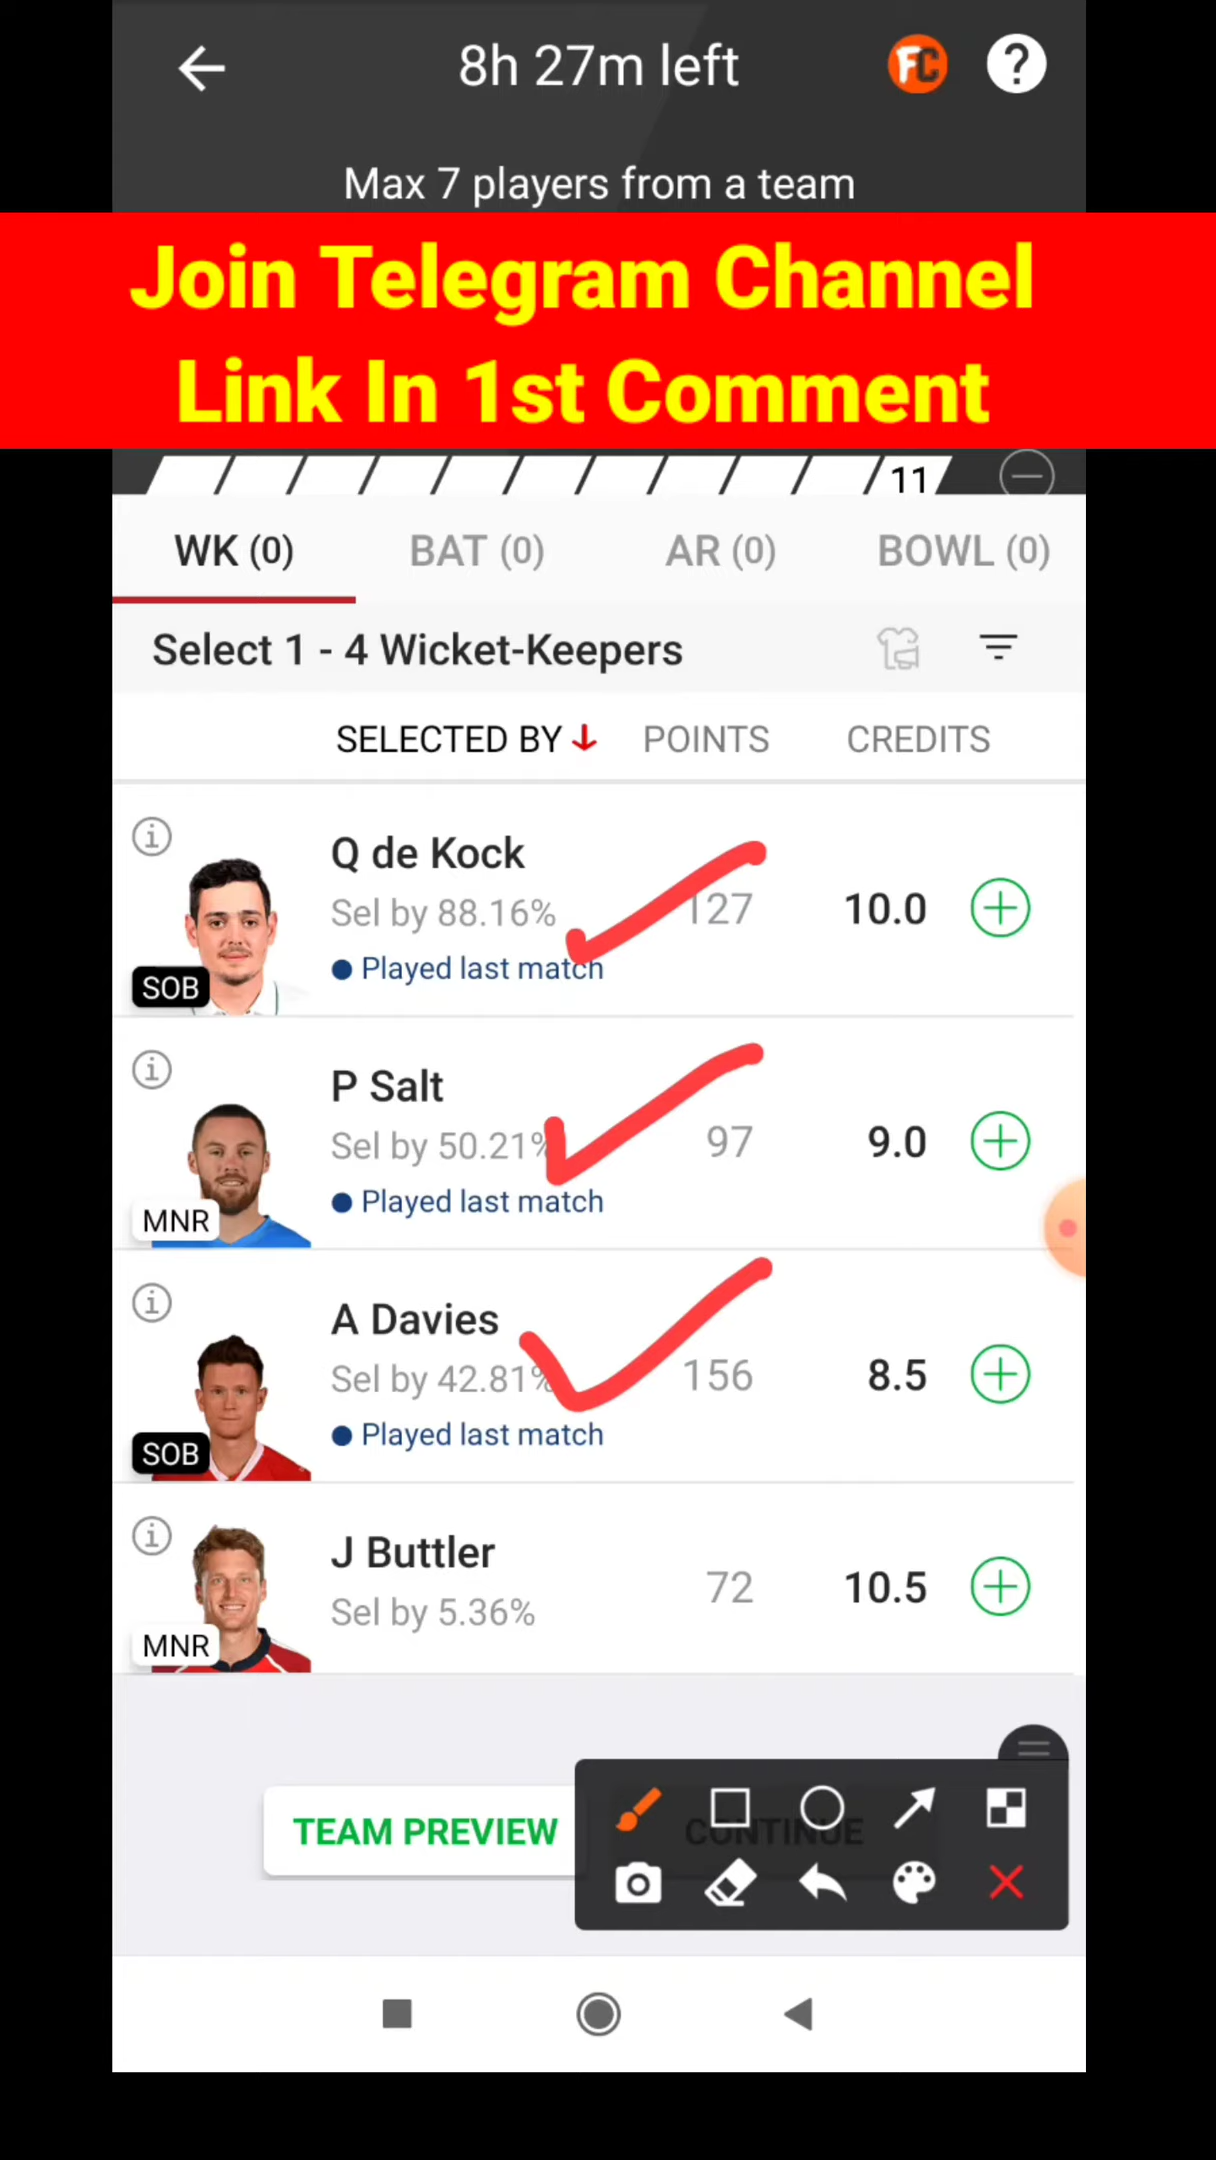 8h 27m left
FC
?
Max 7 players from a team
Join Telegram Channel
Link In 1st Comment
11
WK (0) BAT (0) AR (0) BOWL (0)
Select 1 - 4 Wicket-Keepers
SELECTED BY POINTS CREDITS
Q de Kock
Sel by 88.16% 127 10.0
Played last match
SOB
P Salt
Sel by 50.21% 97 9.0
Played last match
MNR
A Davies
Sel by 42.81% 156 8.5
Played last match
SOB
J Buttler
Sel by 5.36% 72 10.5
MNR
TEAM PREVIEW CONTINUE